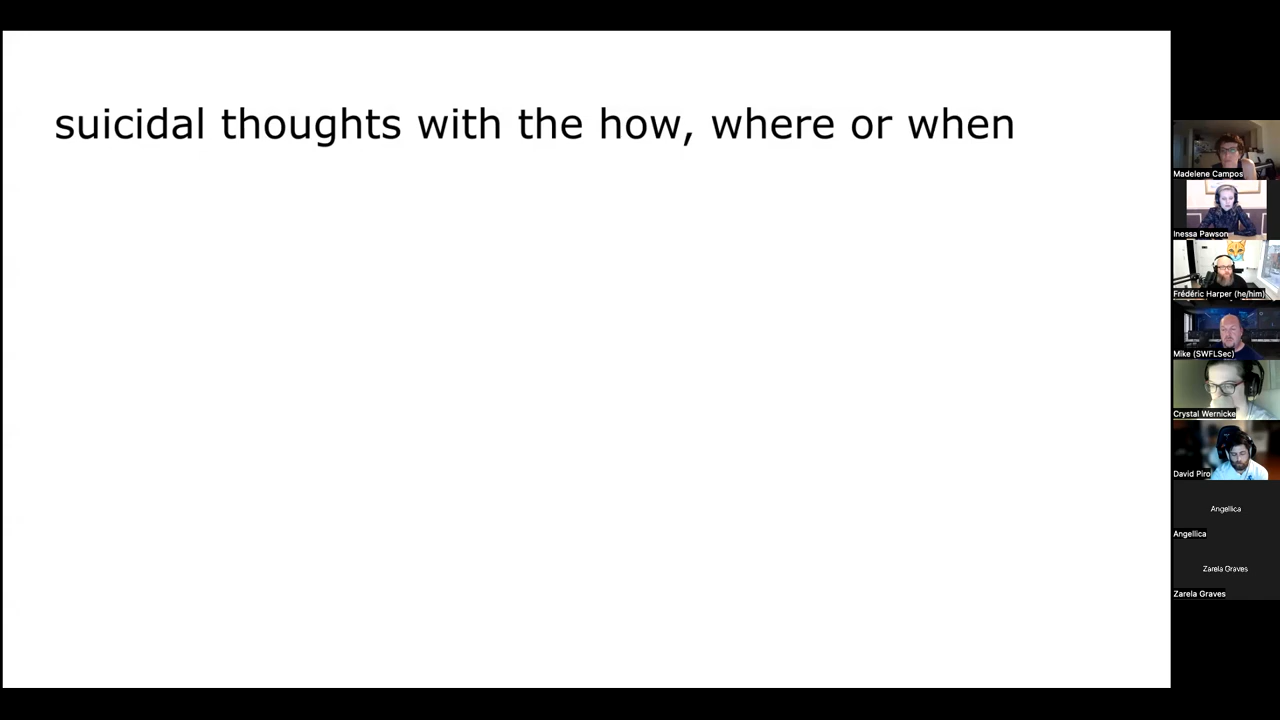 suicidal thoughts with the how, where or when
Madelene Campos
Inessa Pawson
Frédéric Harper (he/him)
Mike (SWFLSec)
Crystal Wernicke
David Piro
Angellica
Angellica
Zarela Graves
Zarela Graves